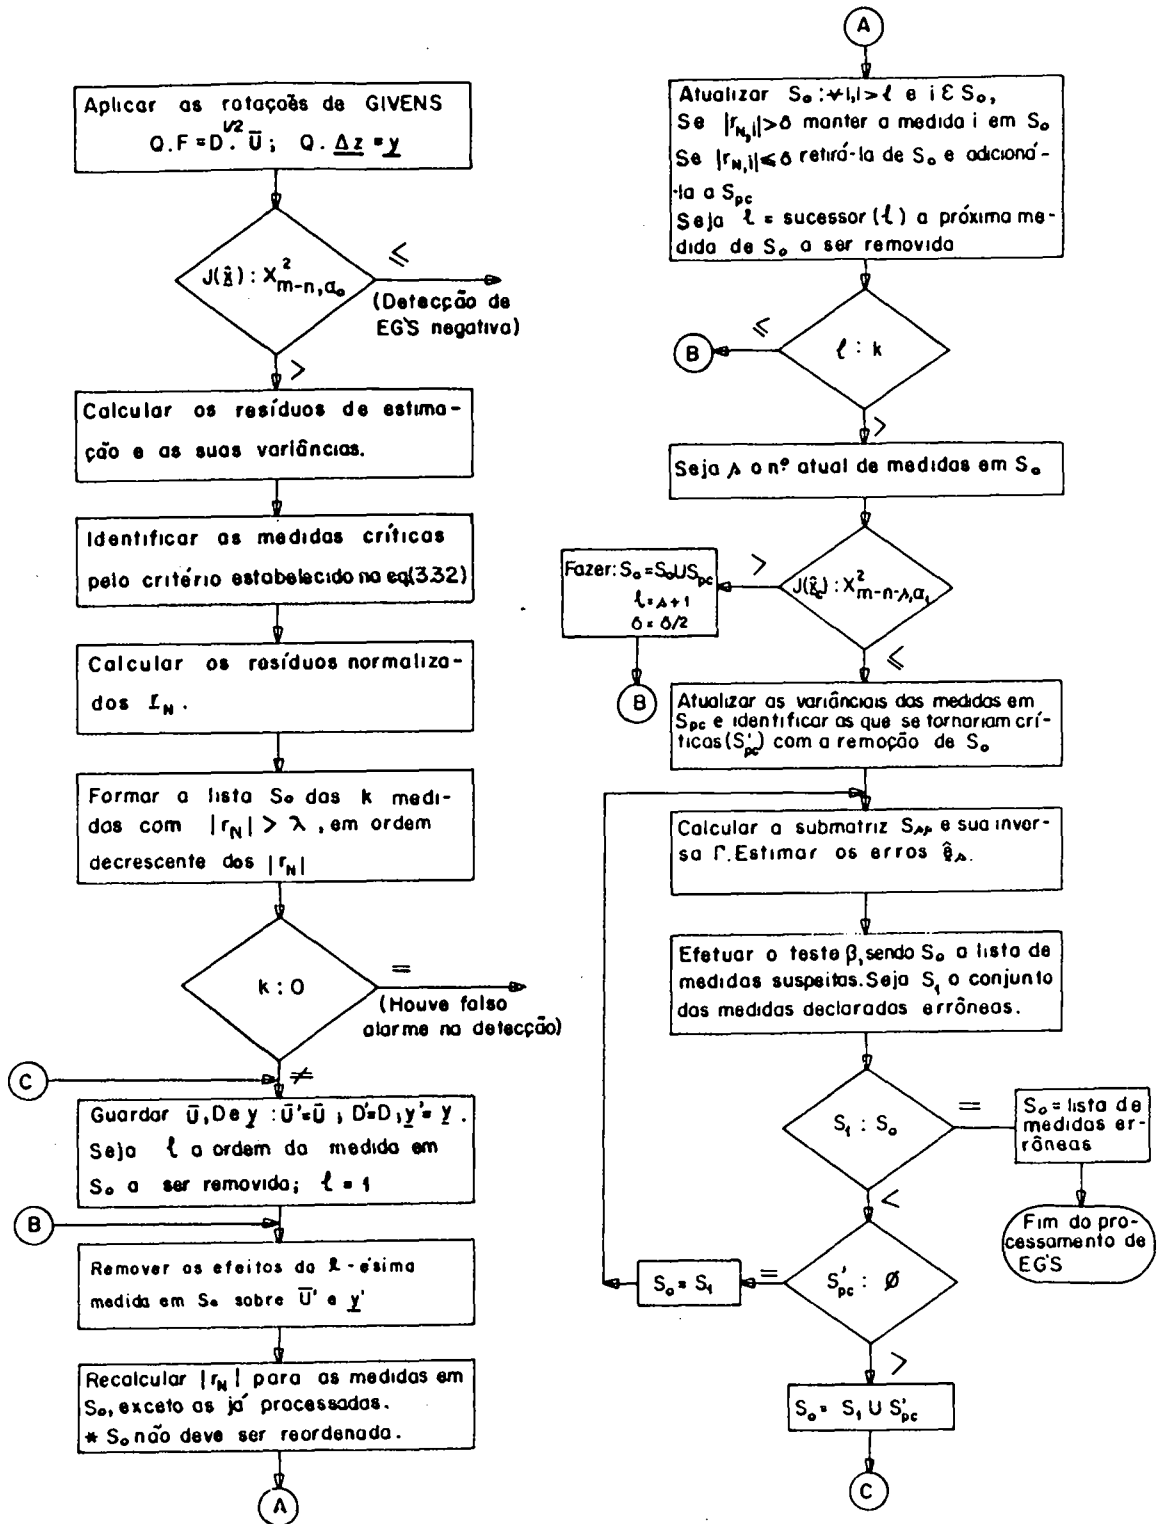 Aplicar as rotaçoẽs de GIVENS
Q.F = D^1/2. Ū ; Q. Δz = y
J(x̂) : X²m-n,α₀
≤
(Detecção de
EG'S negativa)
>
Calcular os resíduos de estima-
ção e as suas variâncias.
Identificar as medidas críticas
pelo critério estabelecido na eq.(3.32)
Calcular os resíduos normaliza-
dos r_N .
Formar a lista S₀ das k medi-
das com |r_N| > λ , em ordem
decrescente dos |r_N|
k : 0
=
(Houve falso
alarme na detecção)
≠
C
Guardar Ū, D e y : Ū'=Ū ; D'=D ; y'= y .
Seja ℓ a ordem da medida em
S₀ a ser removida; ℓ = 1
B
Remover os efeitos da ℓ-ésima
medida em S₀ sobre Ū' e y'
Recalcular |r_N| para as medidas em
S₀, exceto as já processadas.
* S₀ não deve ser reordenada.
A
A
Atualizar S₀ : ∀i, i > ℓ e i Ɛ S₀,
Se |r_N,i| > δ manter a medida i em S₀
Se |r_N,i| ≤ δ retirá-la de S₀ e adicioná-
-la a S_pc
Seja ℓ = sucessor (ℓ) a próxima me-
dida de S₀ a ser removida
≤
B
ℓ : k
>
Seja s o nº atual de medidas em S₀
Fazer: S₀ = S₀ U S_pc
ℓ = s + 1
δ = δ/2
>
J(x̂_c) : X²m-n-s,α₁
B
≤
Atualizar as variânciais das medidas em
S_pc e identificar as que se tornariam crí-
ticas (S'_pc) com a remoção de S₀
Calcular a submatriz S_sp e sua inver-
sa Γ. Estimar os erros ê_s.
Efetuar o teste β, sendo S₀ a lista de
medidas suspeitas. Seja S₁ o conjunto
das medidas declaradas errôneas.
S₁ : S₀
=
S₀ = lista de
medidas er-
rôneas
<
Fim do pro-
cessamento de
EG'S
S₀ = S₁
=
S'_pc : Ø
>
S₀ = S₁ U S'_pc
C